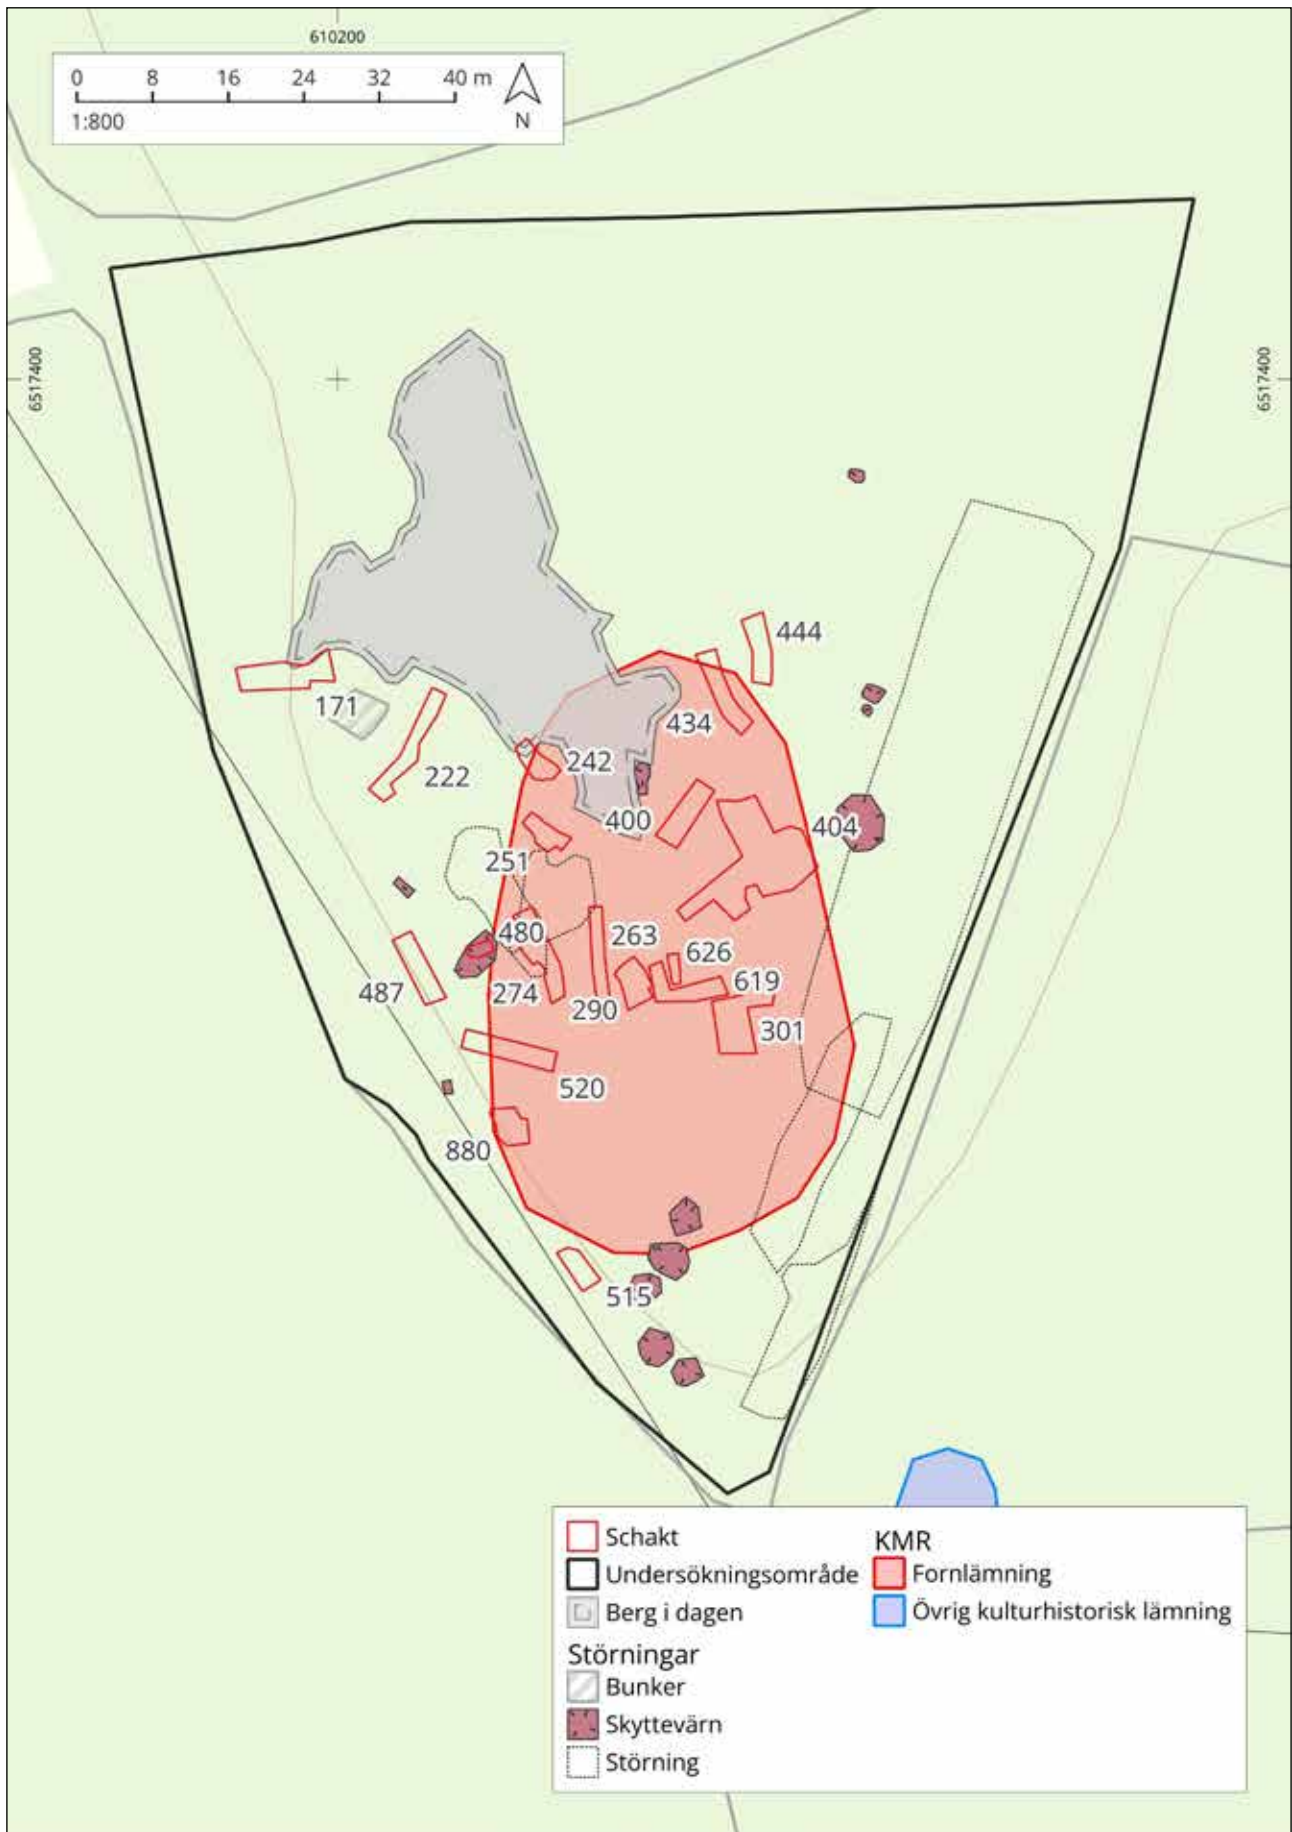 610200
0 8 16 24 32 40 m
1:800
N
6517400
6517400
444
171
434
222
242
400
404
251
480
263
626
487
274
619
290
301
520
880
515
Schakt
Undersökningsområde
Berg i dagen
Störningar
Bunker
Skyttevärn
Störning
KMR
Fornlämning
Övrig kulturhistorisk lämning